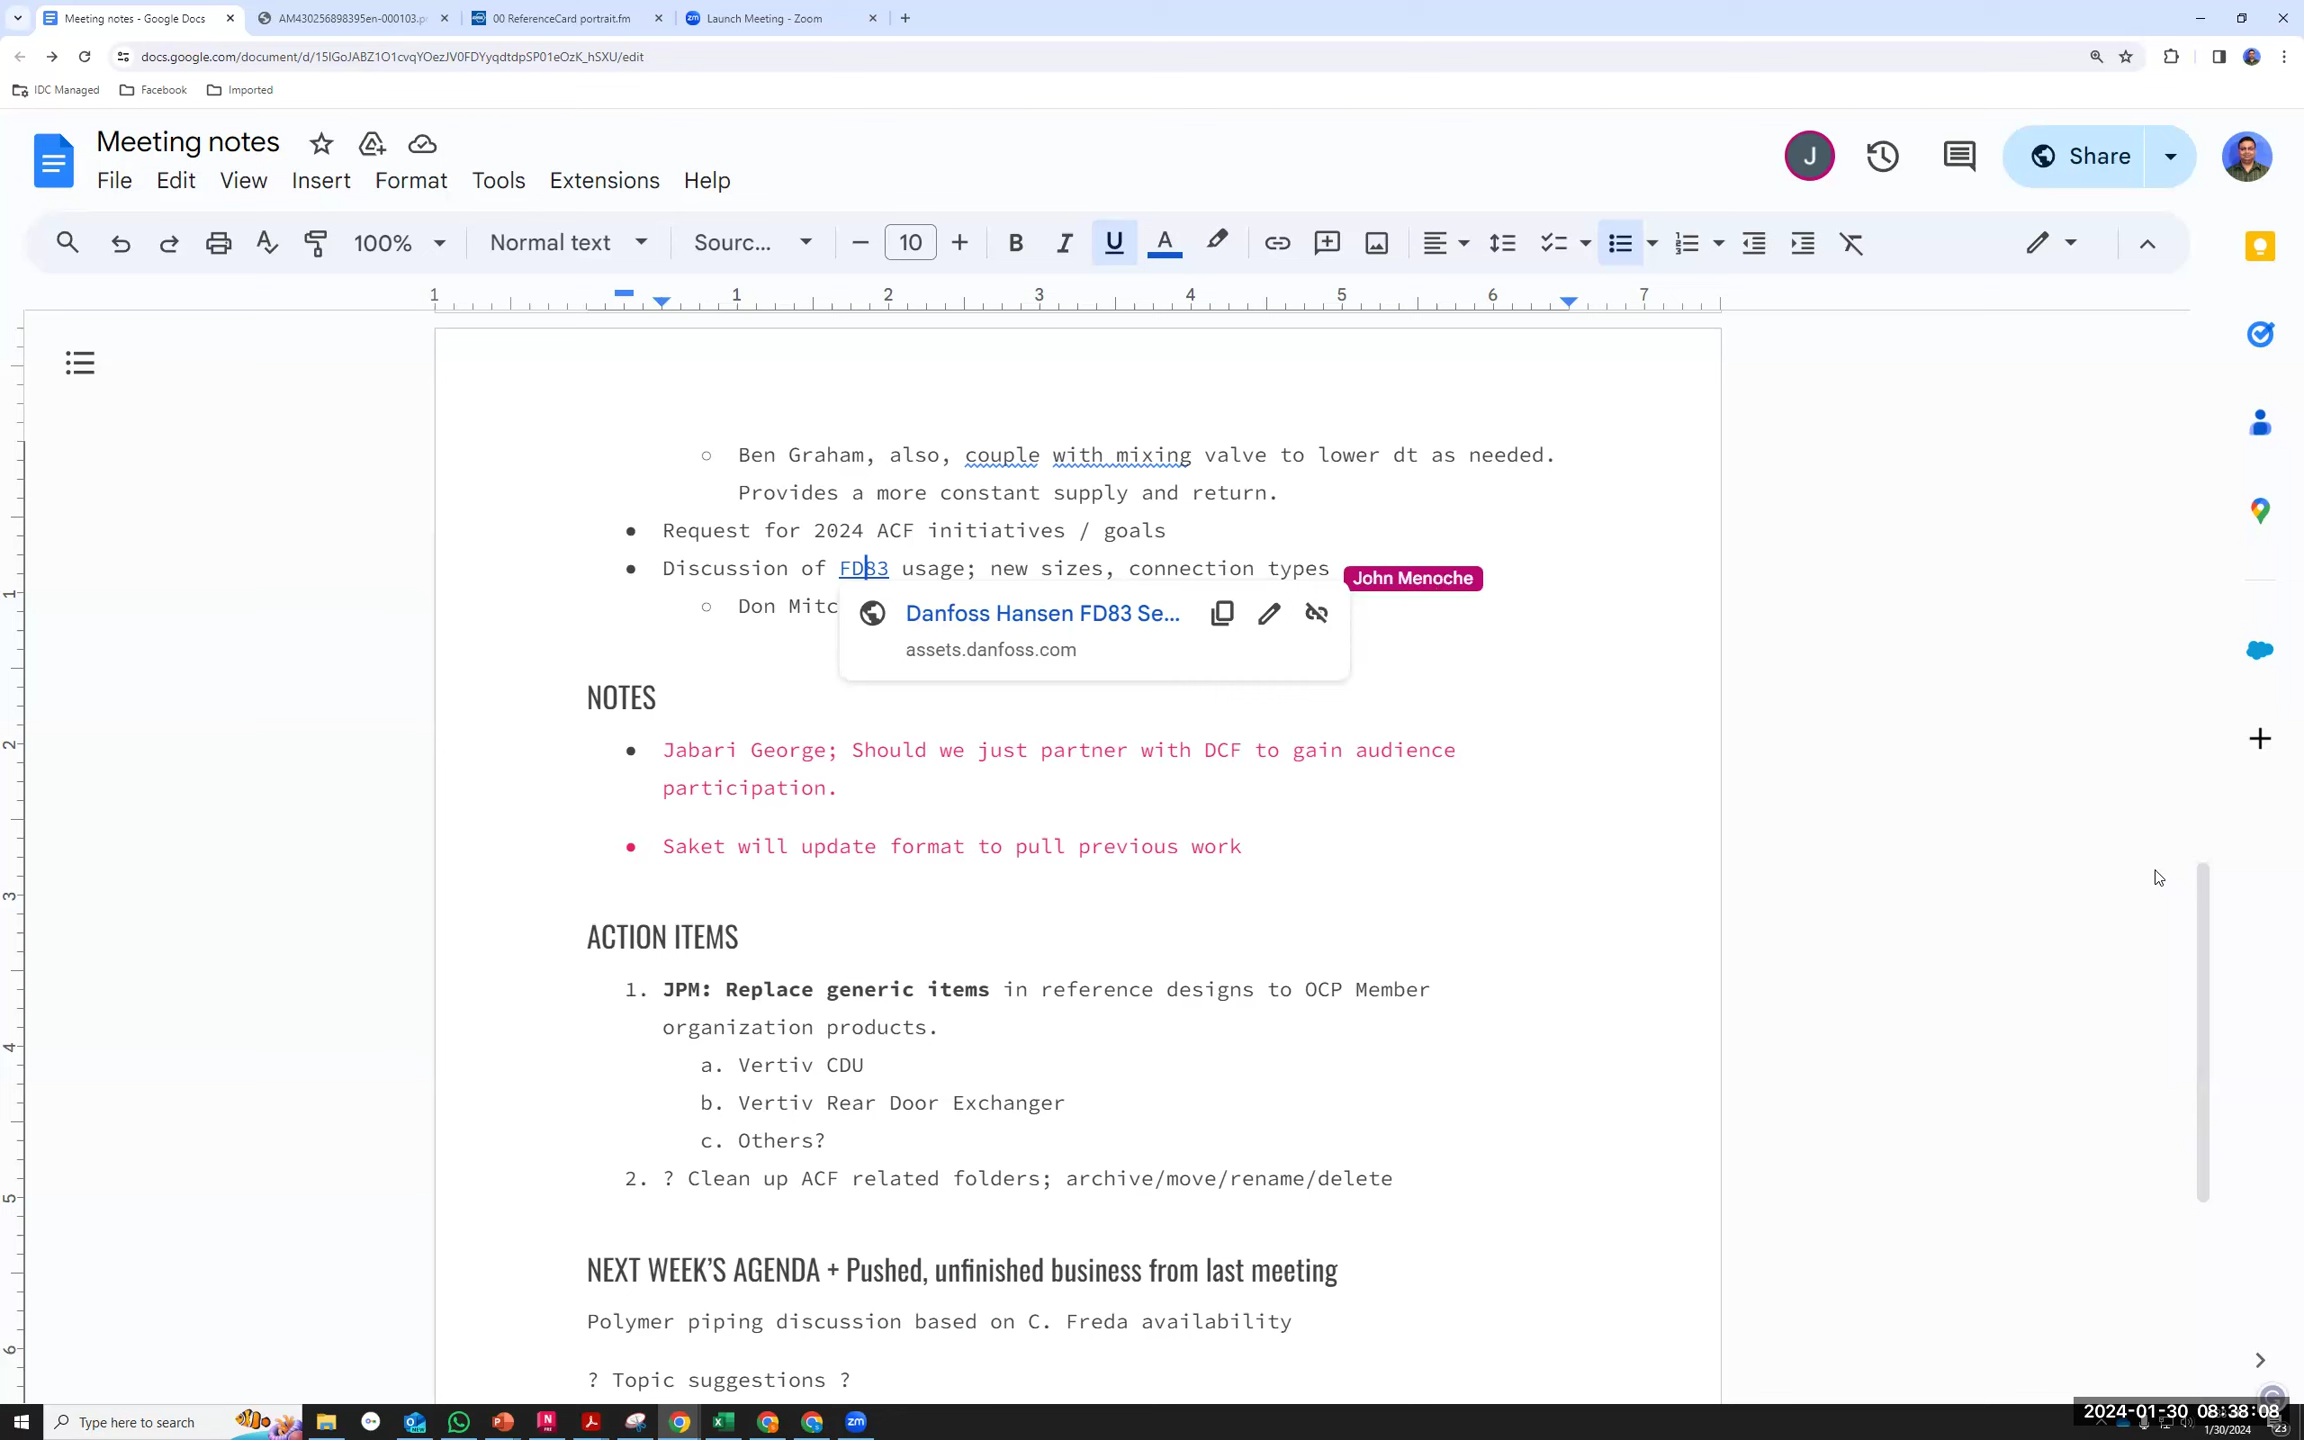 Meeting notes - Google Docs
AM430256898395en-000103.p
00 ReferenceCard portrait.fm
Launch Meeting - Zoom
docs.google.com/document/d/15IGoJABZ1O1cvqYOezJV0FDYyqdtdpSP01eOzK_hSXU/edit
IDC Managed
Facebook
Imported
Meeting notes
J
Share
File Edit View Insert Format Tools Extensions Help
100%
Normal text
Sourc...
10
1 1 2 3 4 5 6 7
Ben Graham, also, couple with mixing valve to lower dt as needed.
Provides a more constant supply and return.
Request for 2024 ACF initiatives / goals
Discussion of FD83 usage; new sizes, connection types
John Menoche
Don Mitc
Danfoss Hansen FD83 Se...
assets.danfoss.com
NOTES
Jabari George; Should we just partner with DCF to gain audience
participation.
Saket will update format to pull previous work
ACTION ITEMS
1. JPM: Replace generic items in reference designs to OCP Member
organization products.
a. Vertiv CDU
b. Vertiv Rear Door Exchanger
c. Others?
2. ? Clean up ACF related folders; archive/move/rename/delete
NEXT WEEK'S AGENDA + Pushed, unfinished business from last meeting
Polymer piping discussion based on C. Freda availability
? Topic suggestions ?
1
2
3
4
5
6
Type here to search
2024-01-30 08:38:08
1/30/2024
23